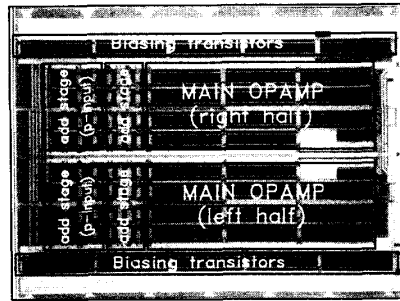 Biasing transistors
add stage
(p-input)
add stage
MAIN OPAMP
(right half)
add stage
(p-input)
add stage
MAIN OPAMP
(left half)
Biasing transistors